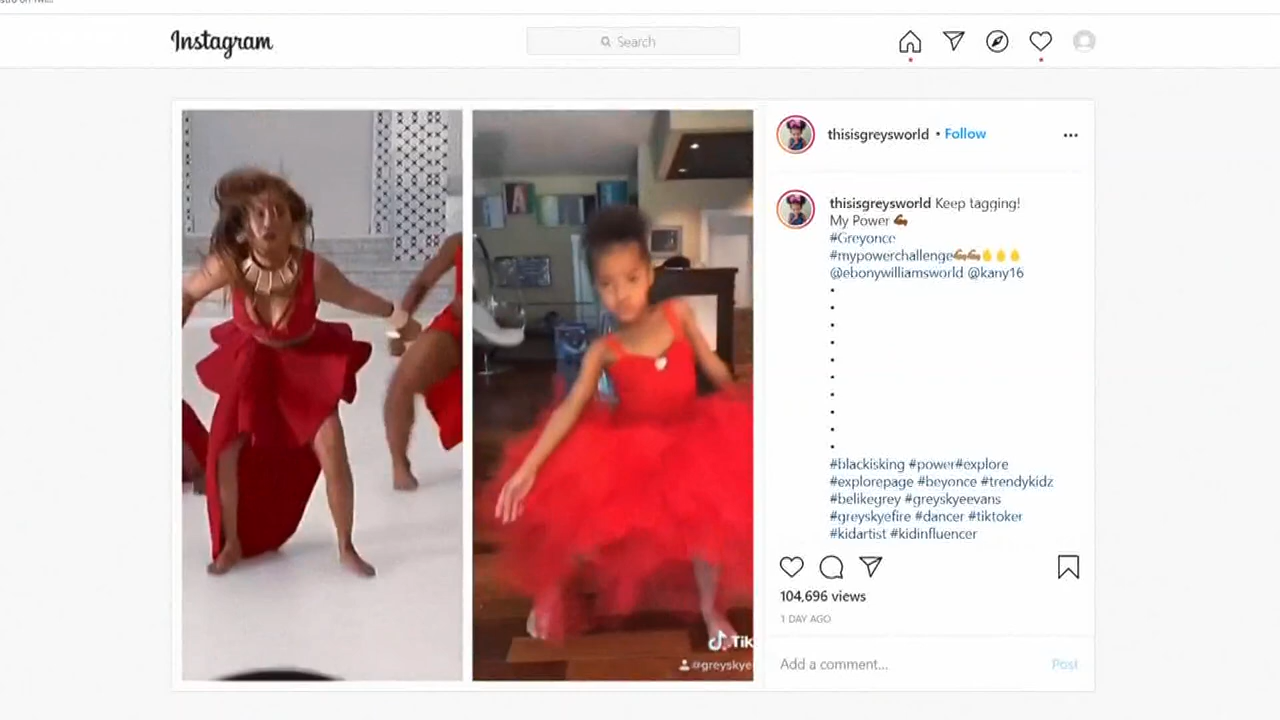 Instagram
Search
thisisgreysworld • Follow
thisisgreysworld Keep tagging!
My Power 💪🏾
#Greyonce
#mypowerchallenge💪🏾💪🏾✋✋✋
@ebonywilliamsworld @kany16
•
•
•
•
•
•
•
•
•
•
#blackisking #power#explore
#explorepage #beyonce #trendykidz
#belikegrey #greyskyeevans
#greyskyefire #dancer #tiktoker
#kidartist #kidinfluencer
104,696 views
1 DAY AGO
Add a comment... Post
A
Tik
@greyskye